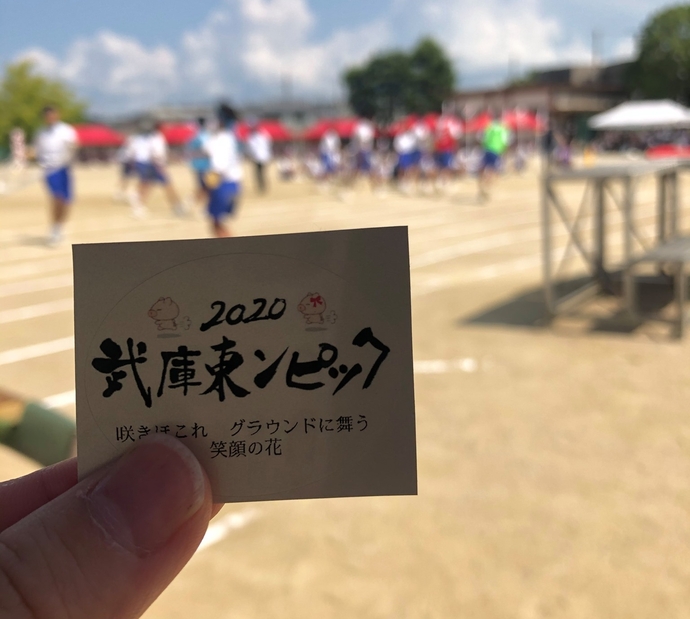 2020
武庫東ンピック
咲きほこれ　グラウンドに舞う
笑顔の花